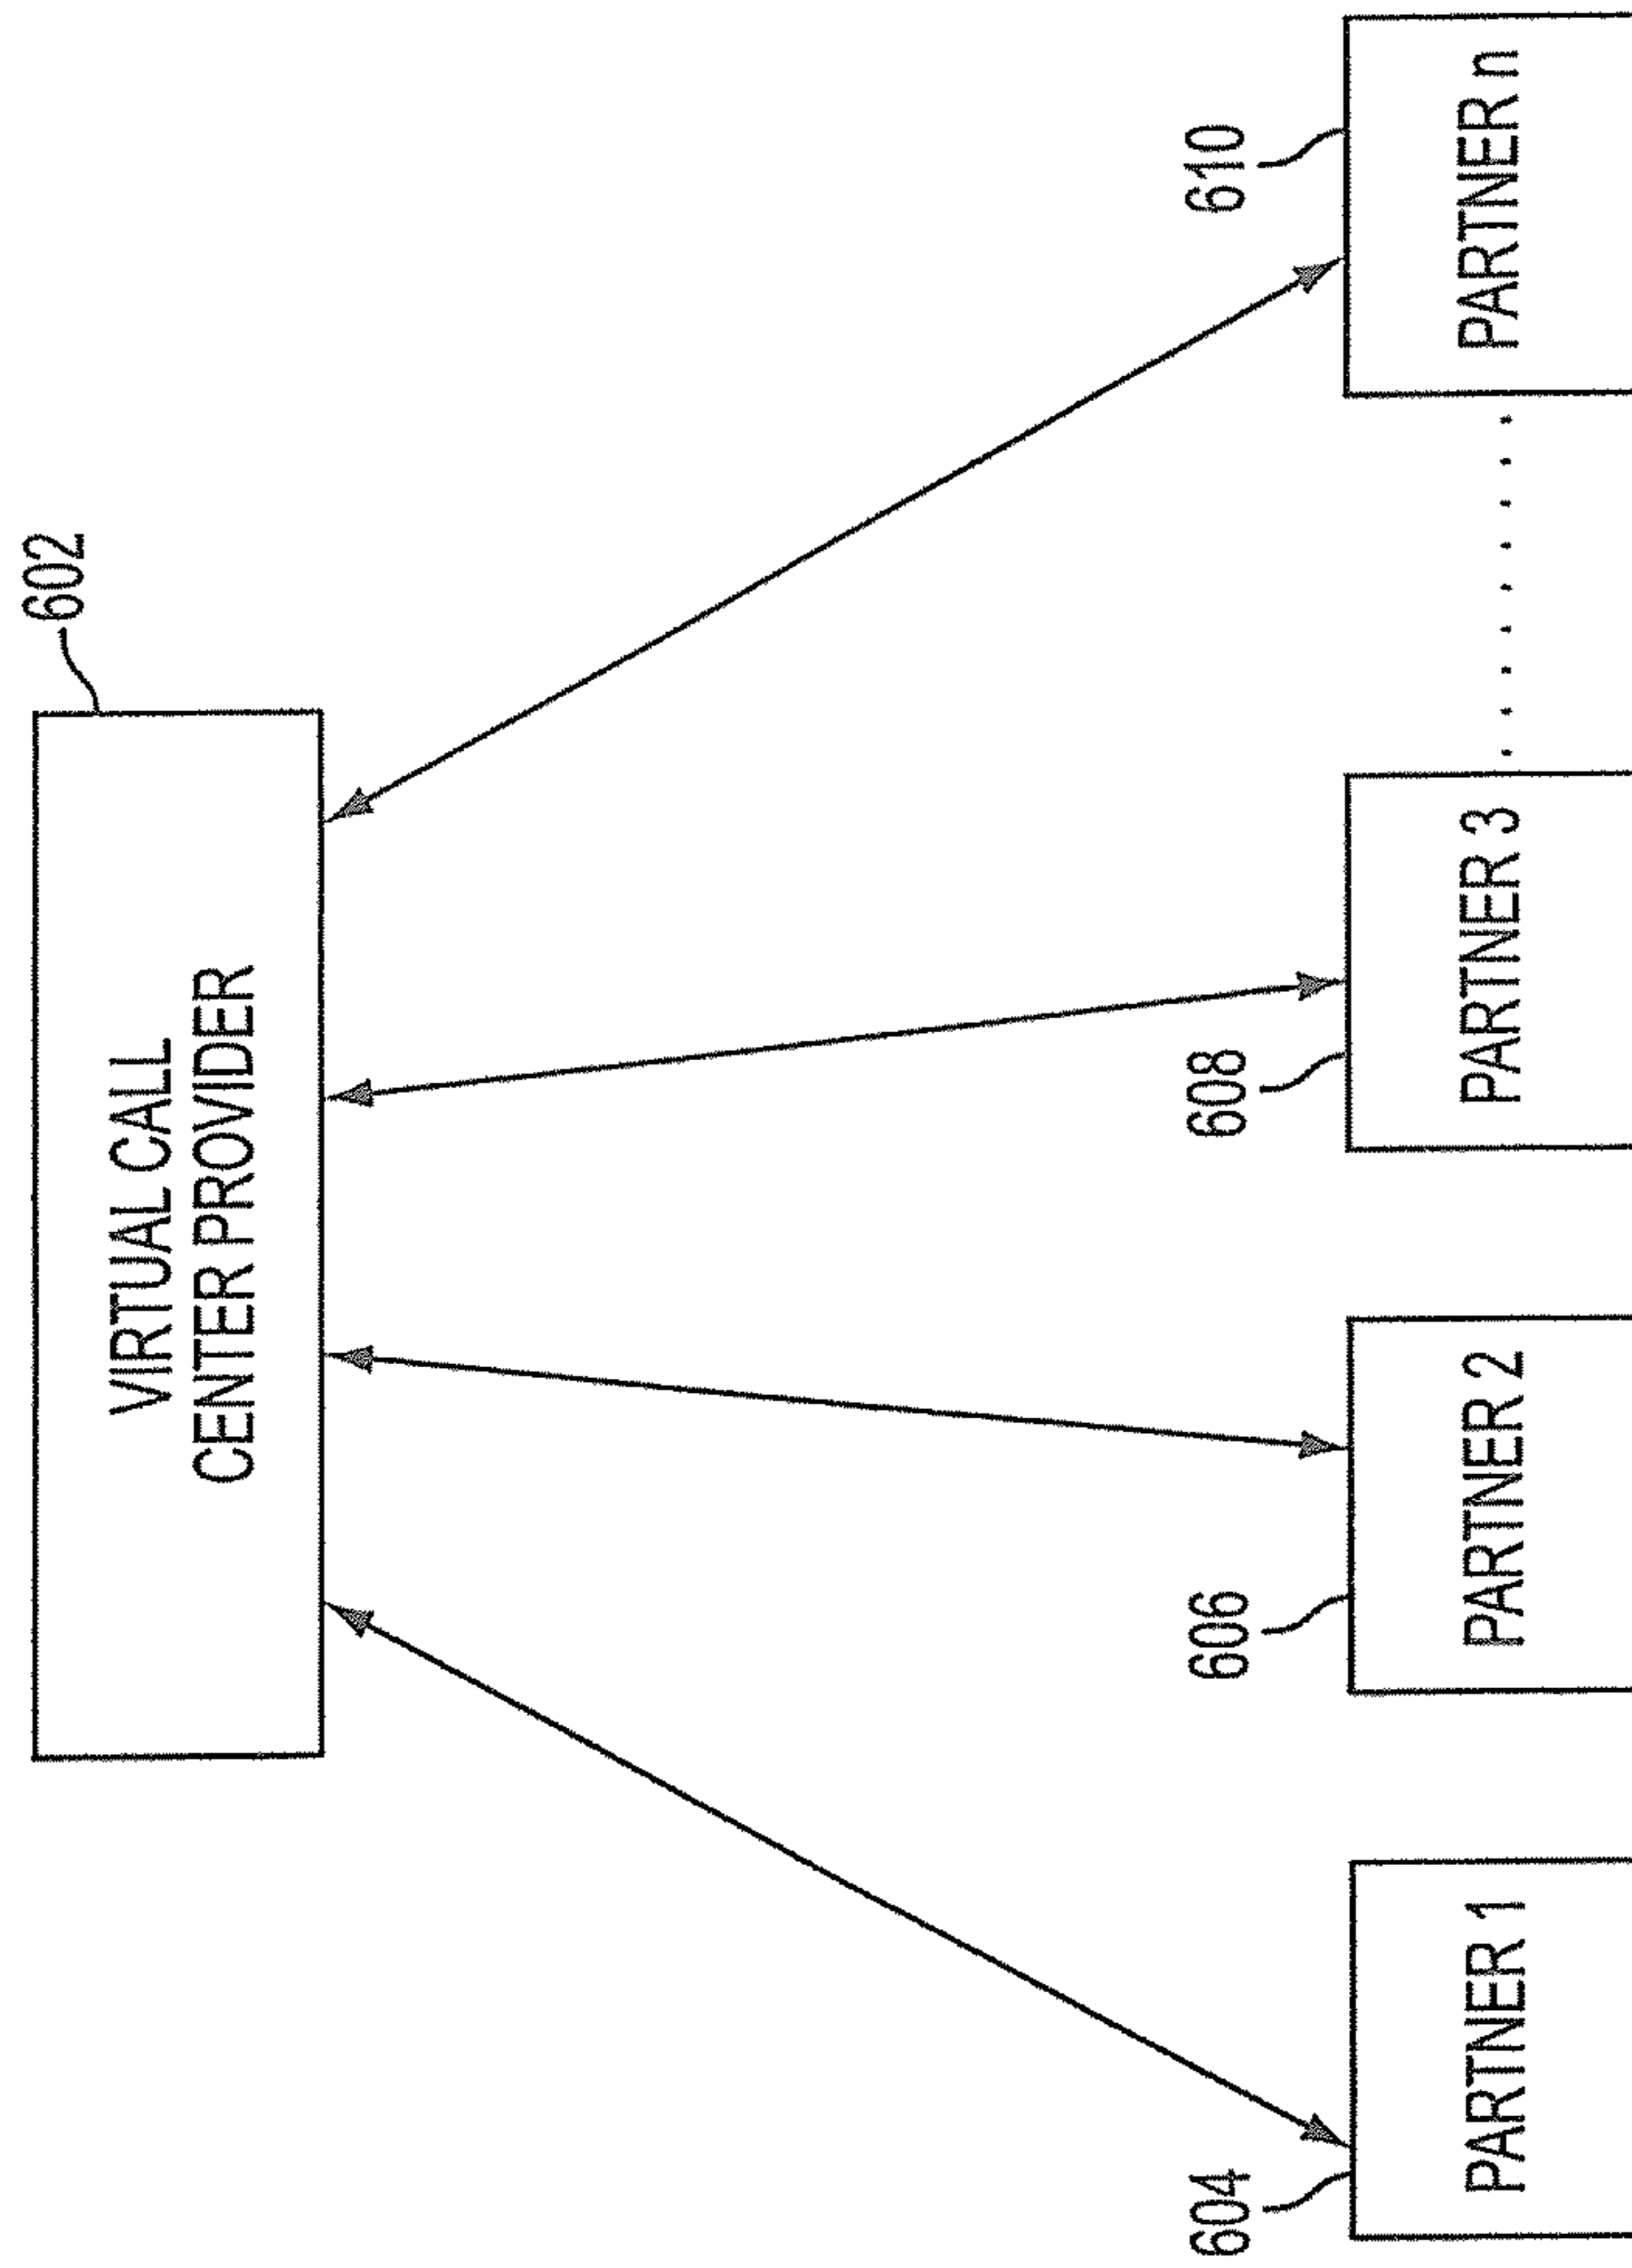 602
VIRTUAL CALL
CENTER PROVIDER
604
606
608
610
PARTNER 1
PARTNER 2
PARTNER 3
PARTNER n